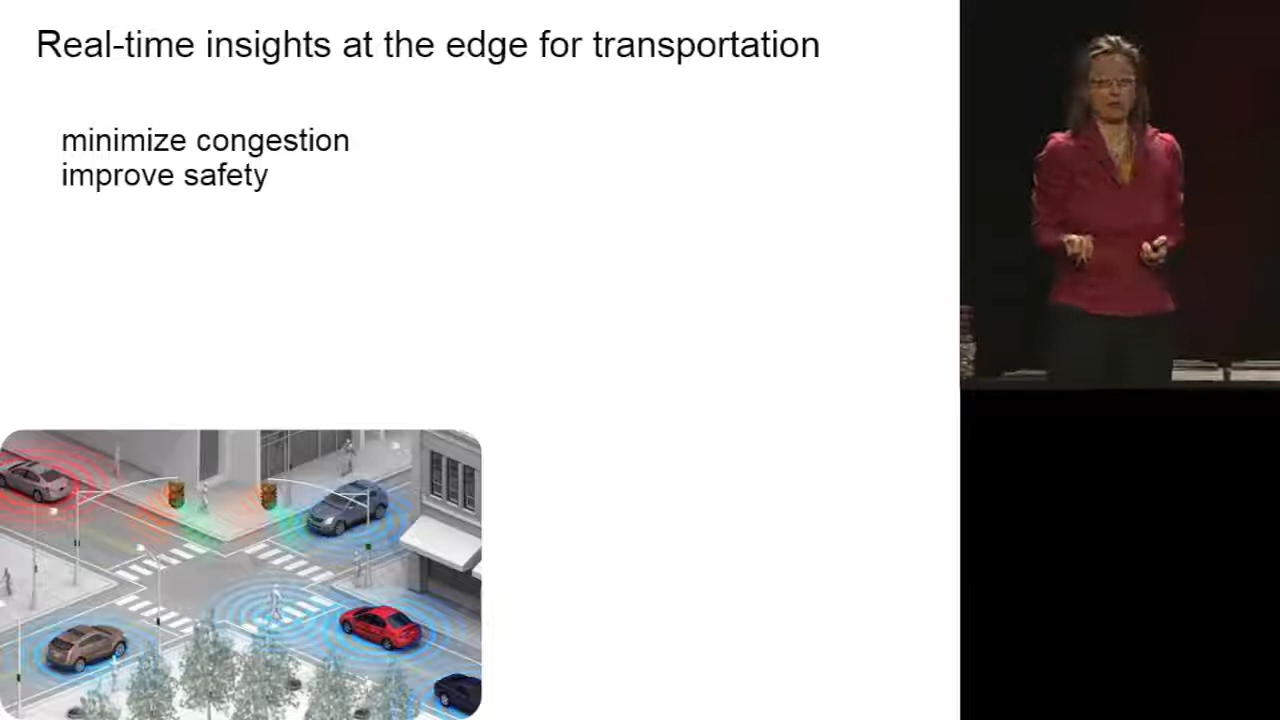 Real-time insights at the edge for transportation
minimize congestion
improve safety